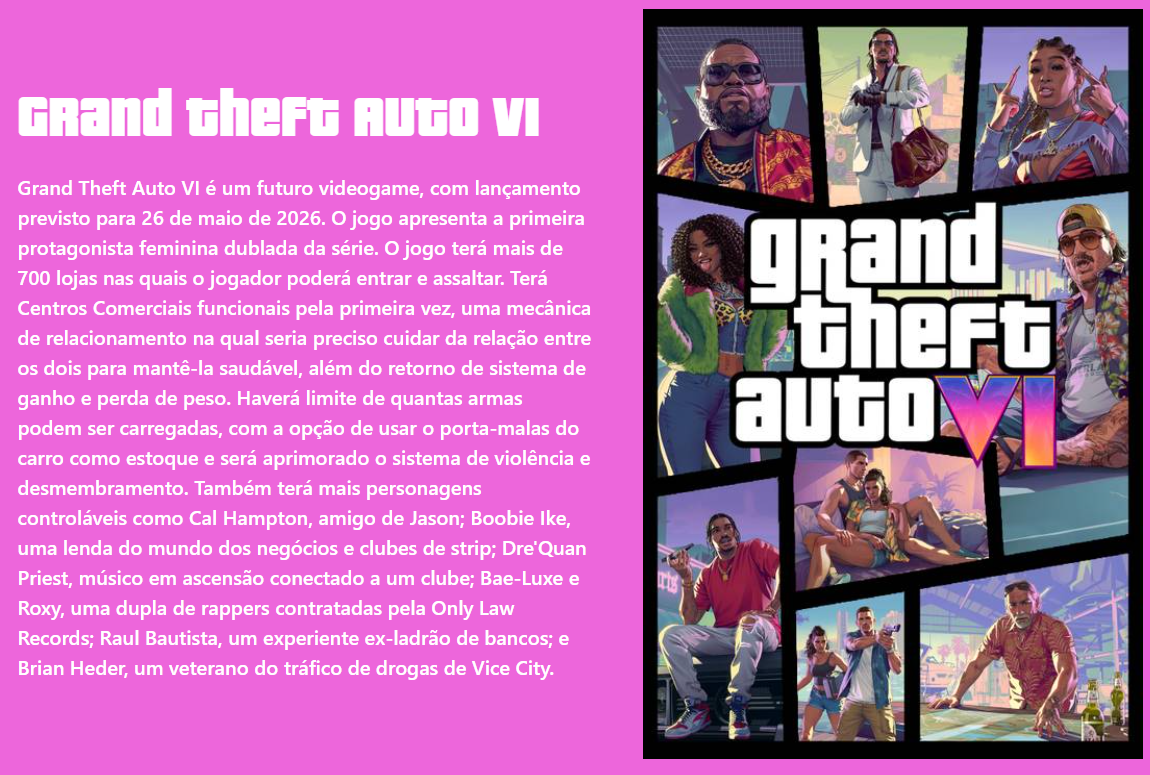 Grand Theft Auto VI
Grand Theft Auto VI é um futuro videogame, com lançamento
previsto para 26 de maio de 2026. O jogo apresenta a primeira
protagonista feminina dublada da série. O jogo terá mais de
700 lojas nas quais o jogador poderá entrar e assaltar. Terá
Centros Comerciais funcionais pela primeira vez, uma mecânica
de relacionamento na qual seria preciso cuidar da relação entre
os dois para mantê-la saudável, além do retorno de sistema de
ganho e perda de peso. Haverá limite de quantas armas
podem ser carregadas, com a opção de usar o porta-malas do
carro como estoque e será aprimorado o sistema de violência e
desmembramento. Também terá mais personagens
controláveis como Cal Hampton, amigo de Jason; Boobie Ike,
uma lenda do mundo dos negócios e clubes de strip; Dre'Quan
Priest, músico em ascensão conectado a um clube; Bae-Luxe e
Roxy, uma dupla de rappers contratadas pela Only Law
Records; Raul Bautista, um experiente ex-ladrão de bancos; e
Brian Heder, um veterano do tráfico de drogas de Vice City.
grand
theft
auto VI